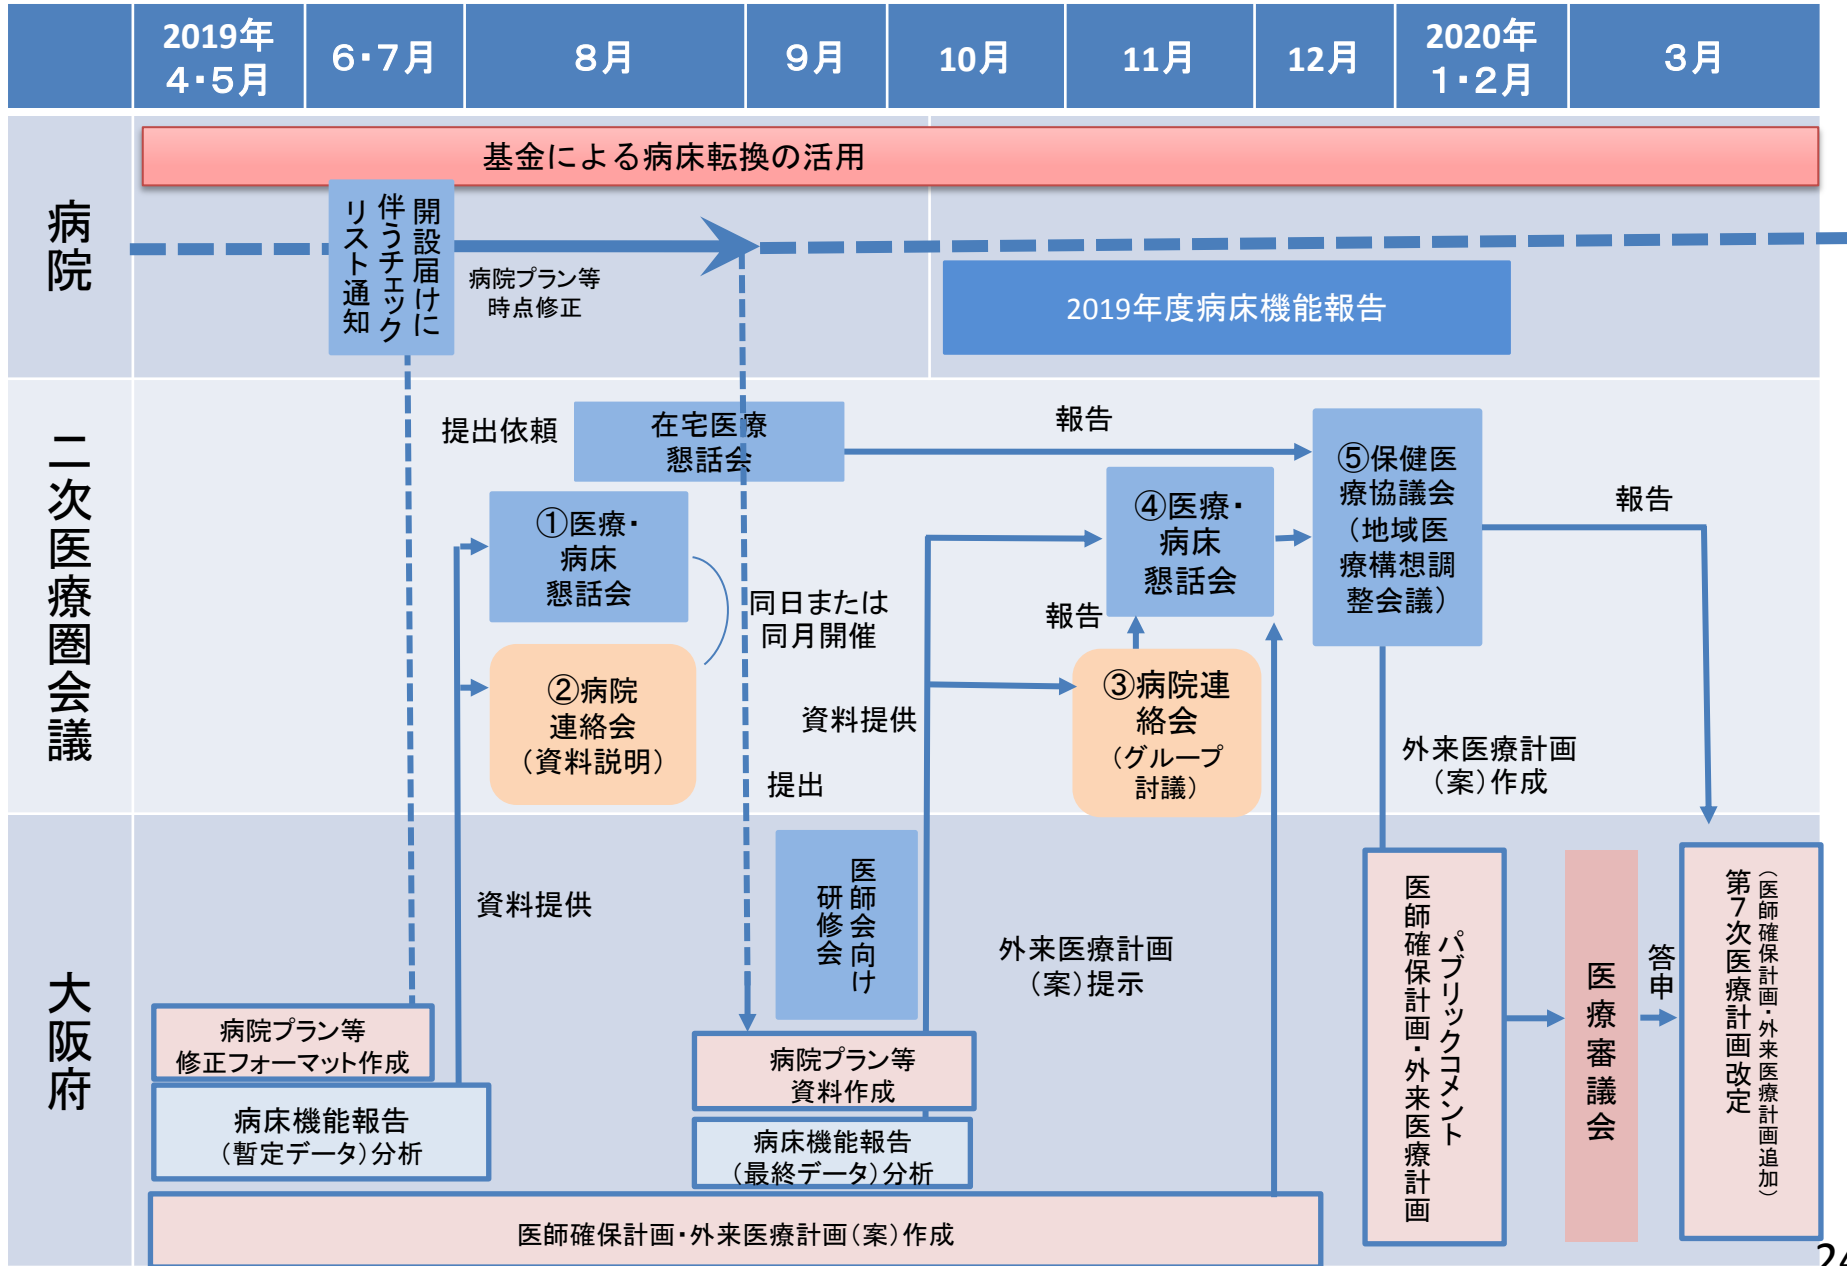 2019年
4・5月
6・7月
8月
9月
10月
11月
12月
2020年
1・2月
3月
病院
基金による病床転換の活用
開設届けに
伴うチェック
リスト通知
病院プラン等
時点修正
2019年度病床機能報告
二次医療圏会議
提出依頼
在宅医療
懇話会
報告
①医療・
病床
懇話会
②病院
連絡会
（資料説明）
同日または
同月開催
資料提供
提出
④医療・
病床
懇話会
報告
③病院連
絡会
（グループ
討議）
⑤保健医
療協議会
（地域医
療構想調
整会議）
報告
外来医療計画
（案）作成
大阪府
資料提供
病院プラン等
修正フォーマット作成
病床機能報告
（暫定データ）分析
医師会向け
研修会
病院プラン等
資料作成
病床機能報告
（最終データ）分析
外来医療計画
（案）提示
医師確保計画・外来医療計画（案）作成
パブリックコメント
医師確保計画・外来医療計画
医療審議会
答申
（医師確保計画・外来医療計画追加）
第7次医療計画改定
24